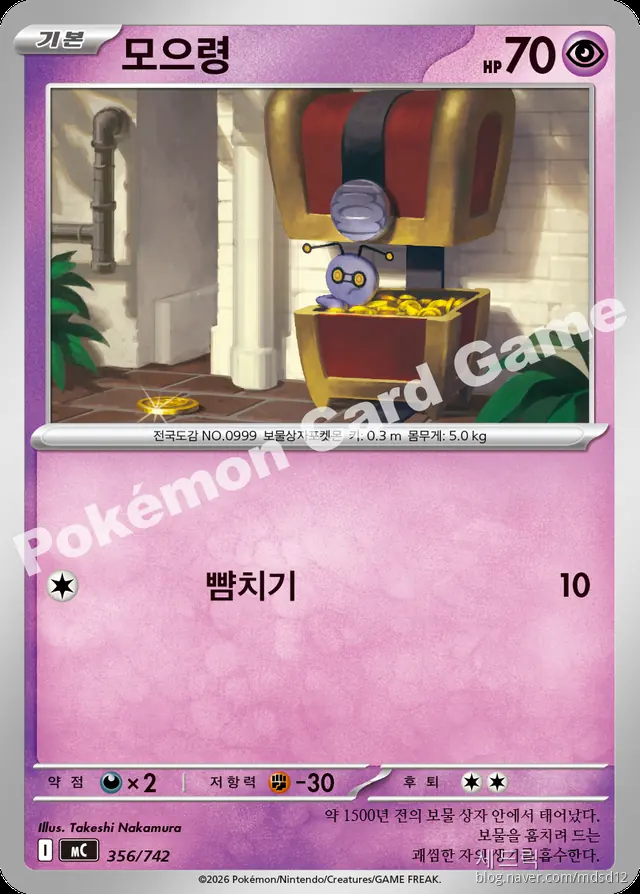 기본 모으령 HP 70
전국도감 NO.0999 보물상자포켓몬 키: 0.3 m 몸무게: 5.0 kg
Pokémon Card Game
뺨치기 10
약점 ×2 저항력 -30 후퇴
Illus. Takeshi Nakamura
약 1500년 전의 보물 상자 안에서 태어났다.
보물을 훔치려 드는
괘씸한 자의 생기를 흡수한다.
I MC 356/742
세드릭
blog.naver.com/mdsd12
©2026 Pokémon/Nintendo/Creatures/GAME FREAK.